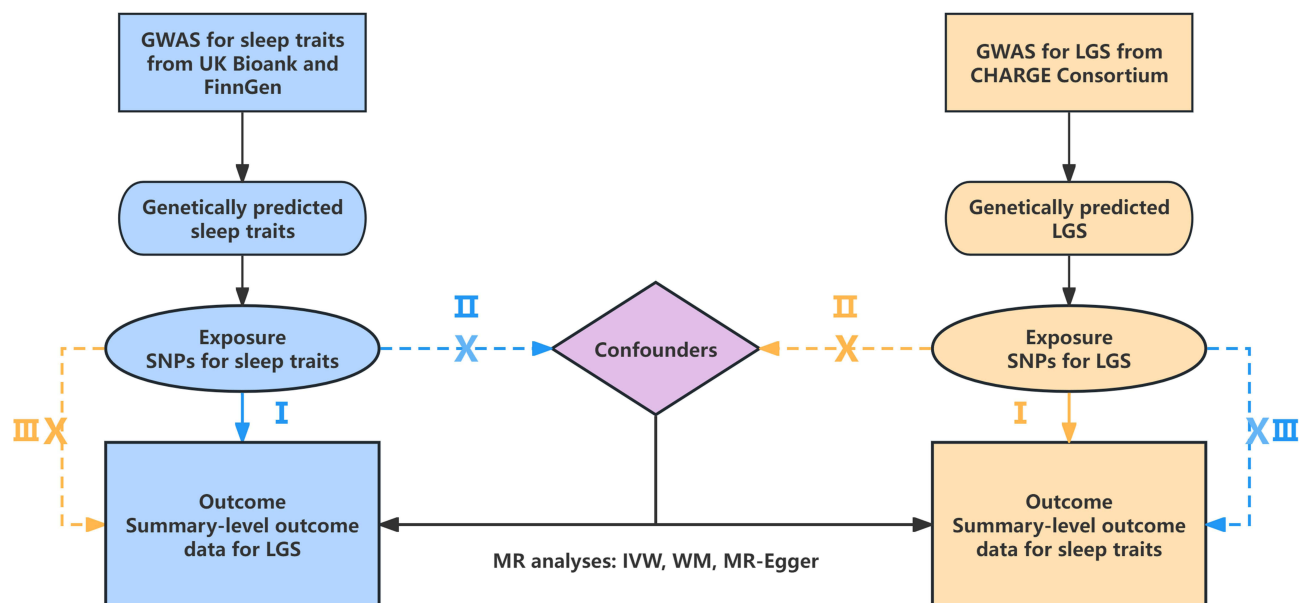 GWAS for sleep traits
from UK Bioank and
FinnGen
GWAS for LGS from
CHARGE Consortium
Genetically predicted
sleep traits
Genetically predicted
LGS
II
X
II
X
Exposure
SNPs for sleep traits
Confounders
Exposure
SNPs for LGS
I
I
III X
X III
Outcome
Summary-level outcome
data for LGS
Outcome
Summary-level outcome
data for sleep traits
MR analyses: IVW, WM, MR-Egger